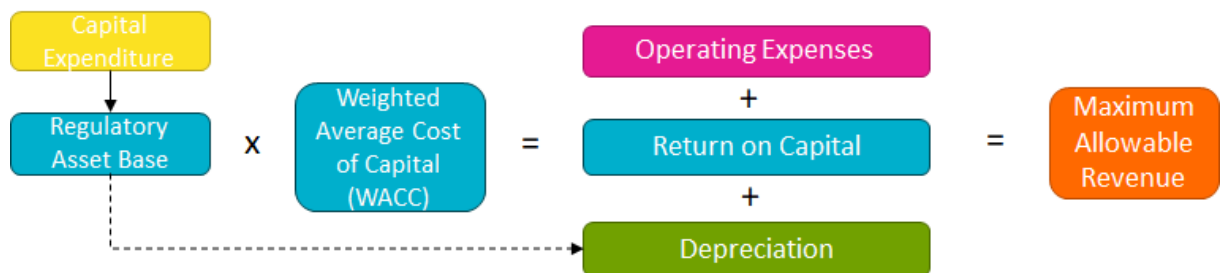 Capital
Expenditure
Regulatory
Asset Base
x
Weighted
Average Cost
of Capital
(WACC)
=
Operating Expenses
+
Return on Capital
+
Depreciation
=
Maximum
Allowable
Revenue